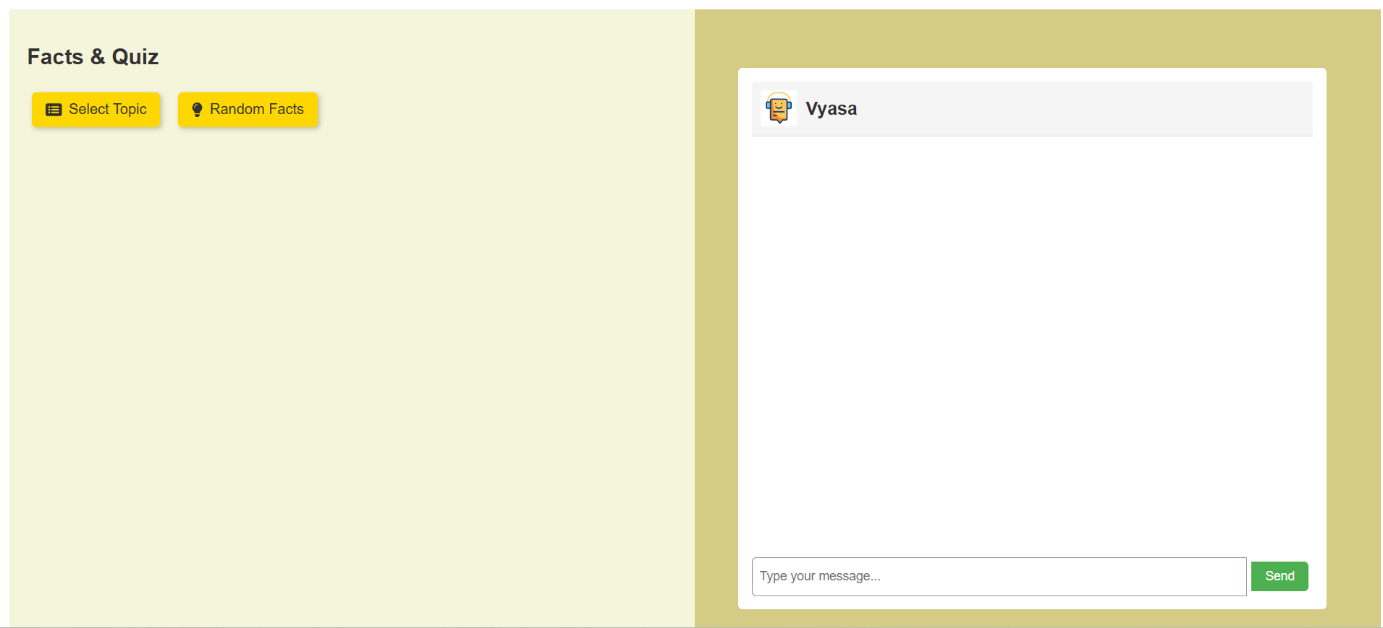 Facts & Quiz
Select Topic
Random Facts
Vyasa
Type your message...
Send